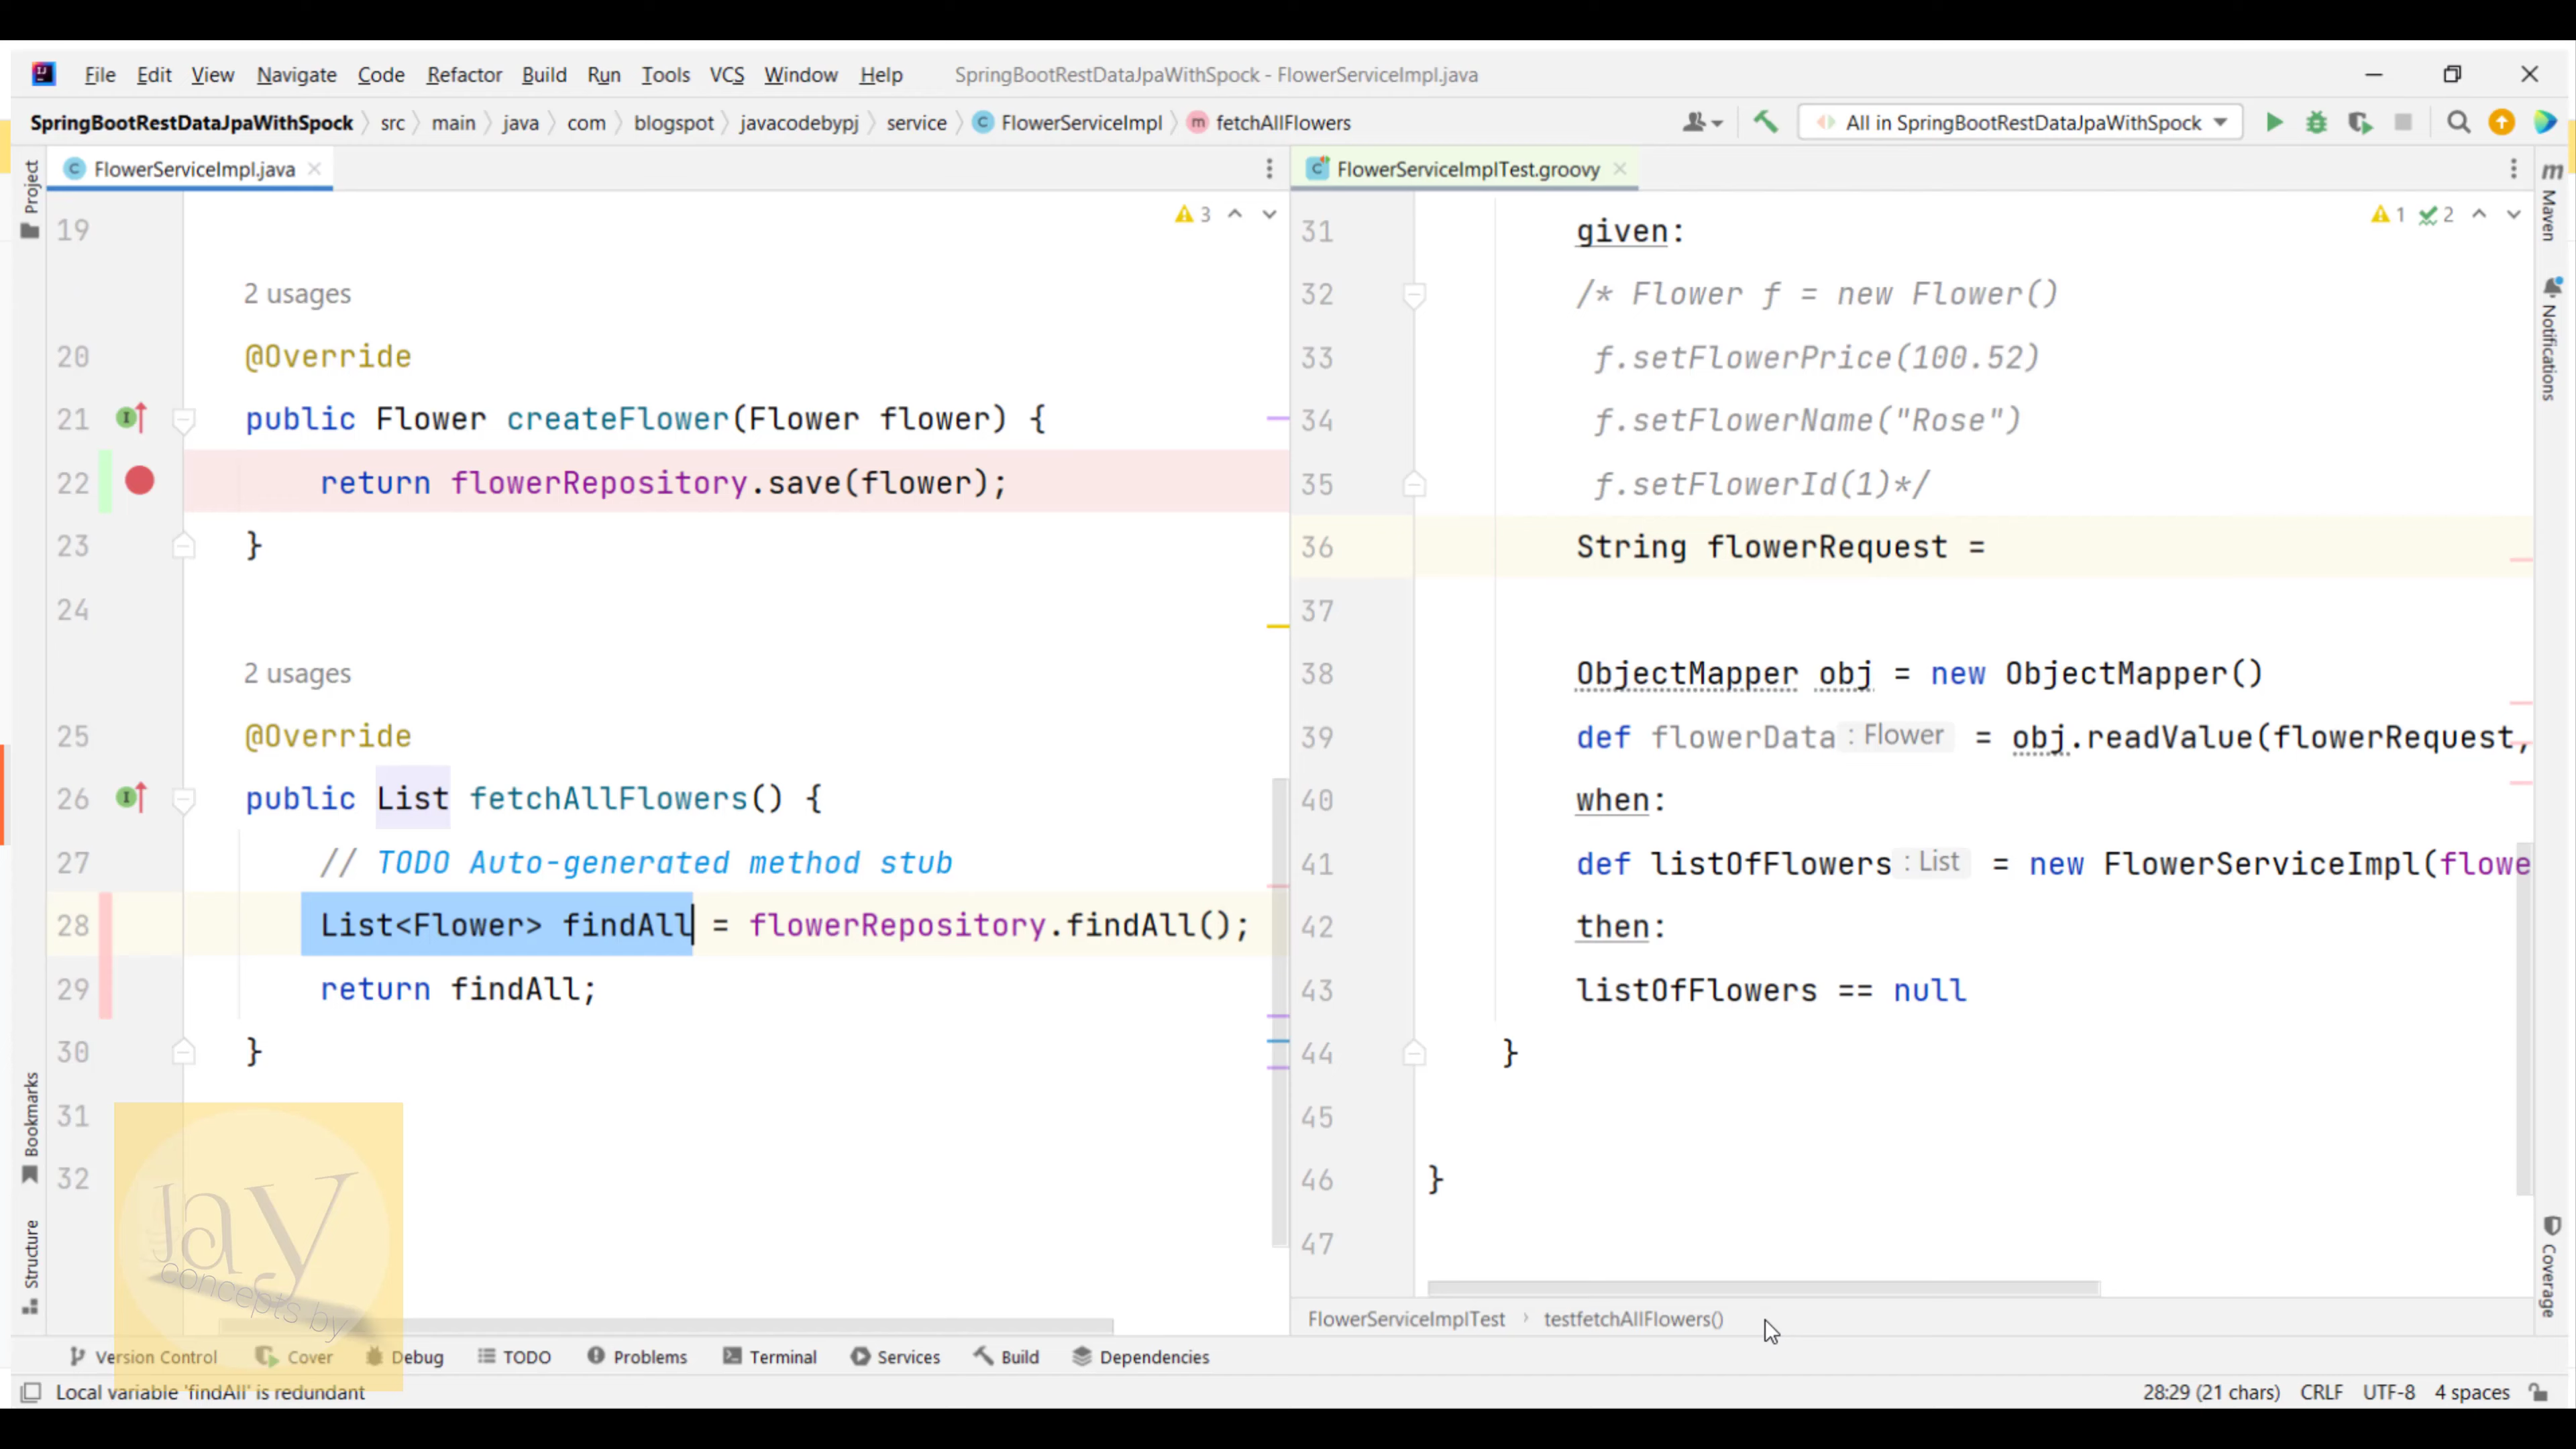 File Edit View Navigate Code Refactor Build Run Tools VCS Window Help SpringBootRestDataJpaWithSpock - FlowerServiceImpl.java
SpringBootRestDataJpaWithSpock src main java com blogspot javacodebypj service FlowerServiceImpl fetchAllFlowers All in SpringBootRestDataJpaWithSpock
Project
FlowerServiceImpl.java
3
19
2 usages
20 @Override
21 public Flower createFlower(Flower flower) {
22 return flowerRepository.save(flower);
23 }
24
2 usages
25 @Override
26 public List fetchAllFlowers() {
27 // TODO Auto-generated method stub
28 List<Flower> findAll = flowerRepository.findAll();
29 return findAll;
30 }
31
32
Bookmarks
Structure
Jay
concepts by
FlowerServiceImplTest.groovy
1 2
31 given:
32 /* Flower f = new Flower()
33 f.setFlowerPrice(100.52)
34 f.setFlowerName("Rose")
35 f.setFlowerId(1)*/
36 String flowerRequest =
37
38 ObjectMapper obj = new ObjectMapper()
39 def flowerData : Flower = obj.readValue(flowerRequest,
40 when:
41 def listOfFlowers : List = new FlowerServiceImpl(flowe
42 then:
43 listOfFlowers == null
44 }
45
46 }
47
FlowerServiceImplTest testfetchAllFlowers()
m Maven
Notifications
Coverage
Version Control Cover Debug TODO Problems Terminal Services Build Dependencies
Local variable 'findAll' is redundant 28:29 (21 chars) CRLF UTF-8 4 spaces